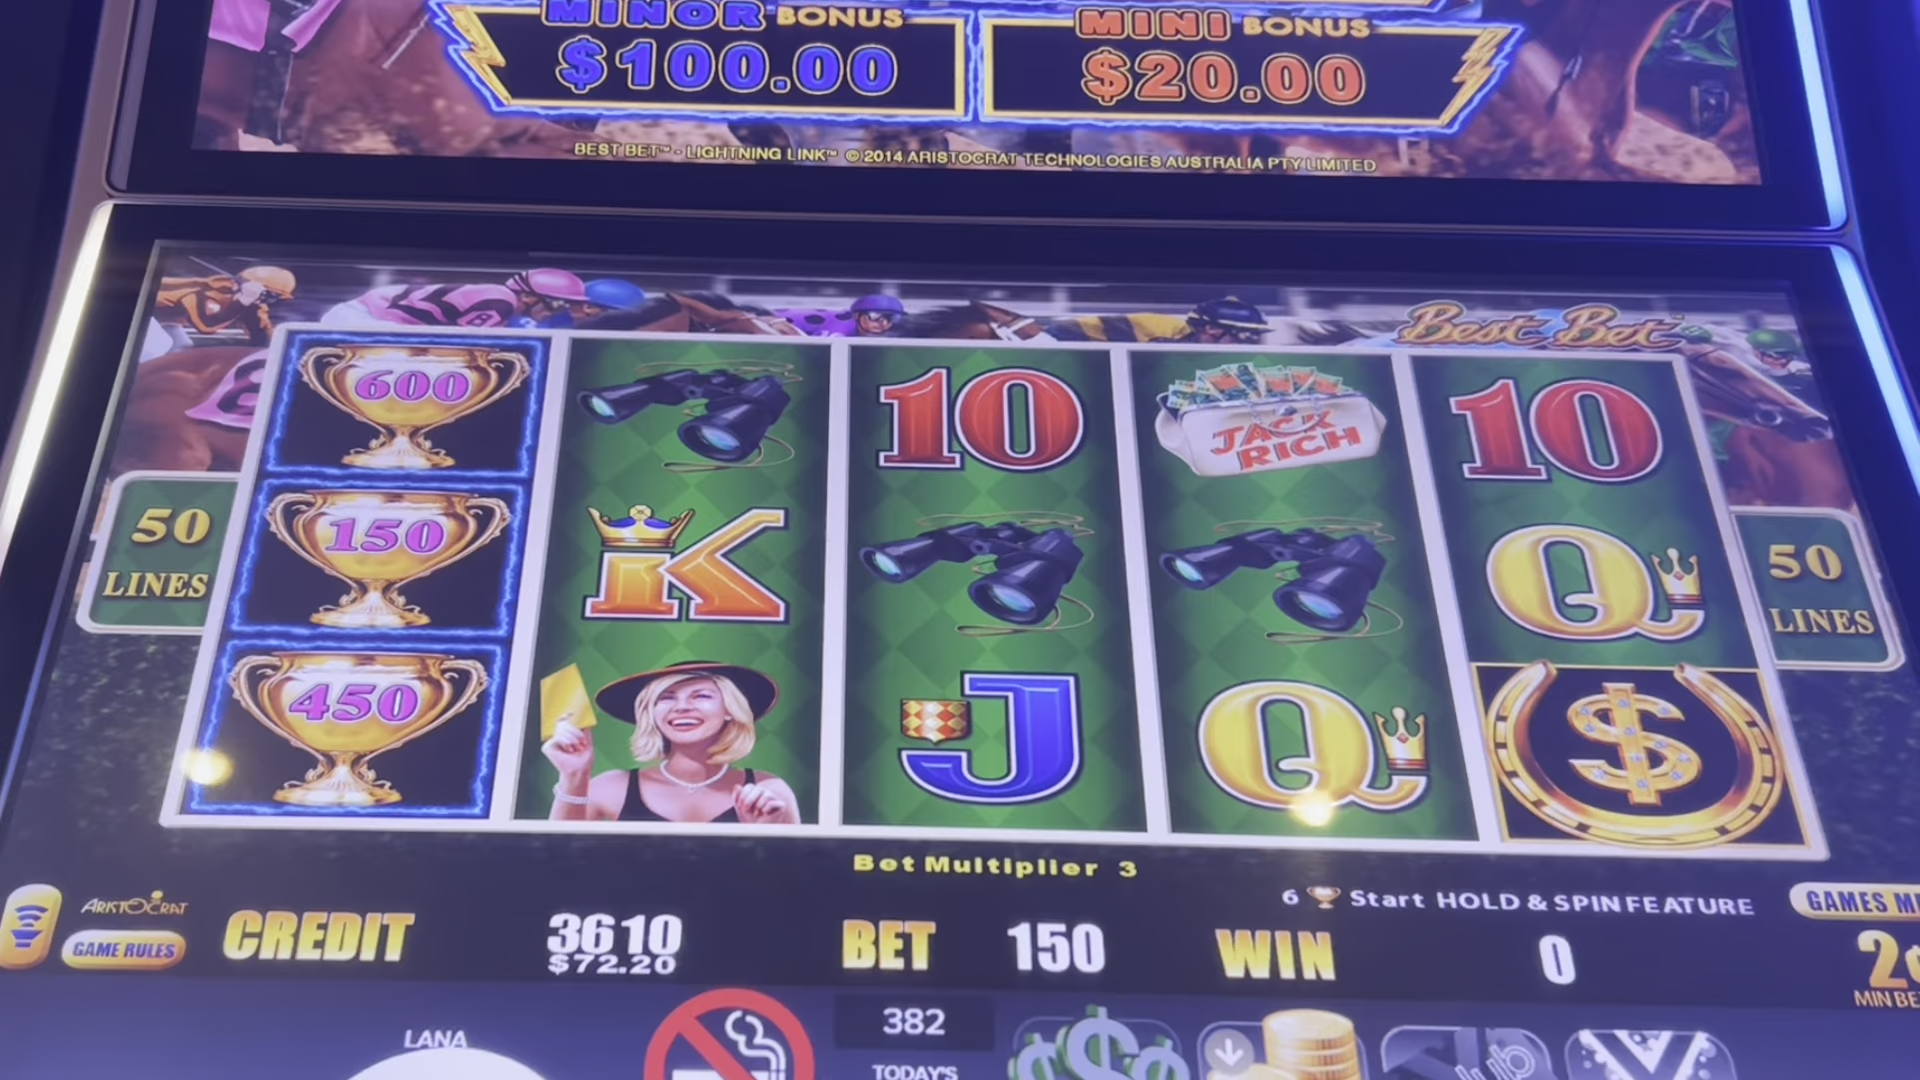 MINOR BONUS
$100.00
MINI BONUS
$20.00
BEST BET™ - LIGHTNING LINK™ © 2014 ARISTOCRAT TECHNOLOGIES AUSTRALIA PTY LIMITED
Best Bet™
600
10
JACK
RICH
10
50
LINES
150
K
Q
50
LINES
450
J
Q
$
Bet Multiplier 3
6 Start HOLD & SPIN FEATURE
ARISTOCRAT
GAME RULES
CREDIT
3610
$72.20
BET
150
WIN
0
GAMES
2¢
MIN
LANA
382
TODAY'S